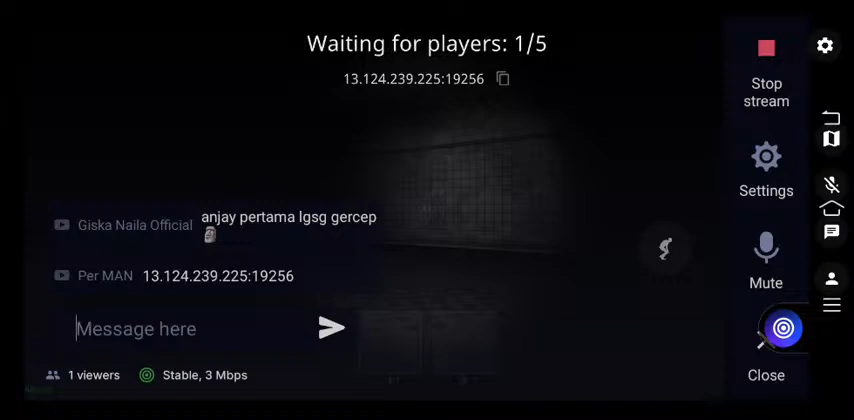 Waiting for players: 1/5
13.124.239.225:19256
Stop
stream
Settings
Giska Naila Official anjay pertama lgsg gercep
Per MAN 13.124.239.225:19256
Mute
Message here
1 viewers Stable, 3 Mbps
Close